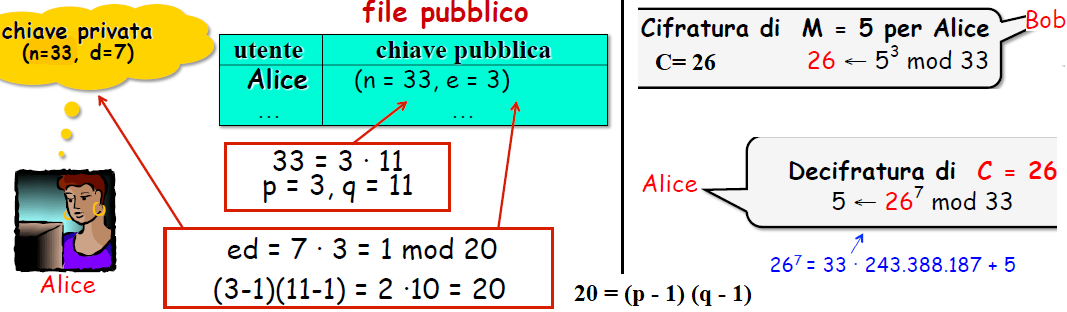 chiave privata
(n=33, d=7)
Alice
file pubblico
utente chiave pubblica
Alice (n = 33, e = 3)
... ...
33 = 3 · 11
p = 3, q = 11
ed = 7 · 3 = 1 mod 20
(3-1)(11-1) = 2 ·10 = 20
20 = (p - 1) (q - 1)
Bob
Cifratura di M = 5 per Alice
C= 26 26 ← 5³ mod 33
Alice
Decifratura di C = 26
5 ← 26⁷ mod 33
26⁷ = 33 · 243.388.187 + 5